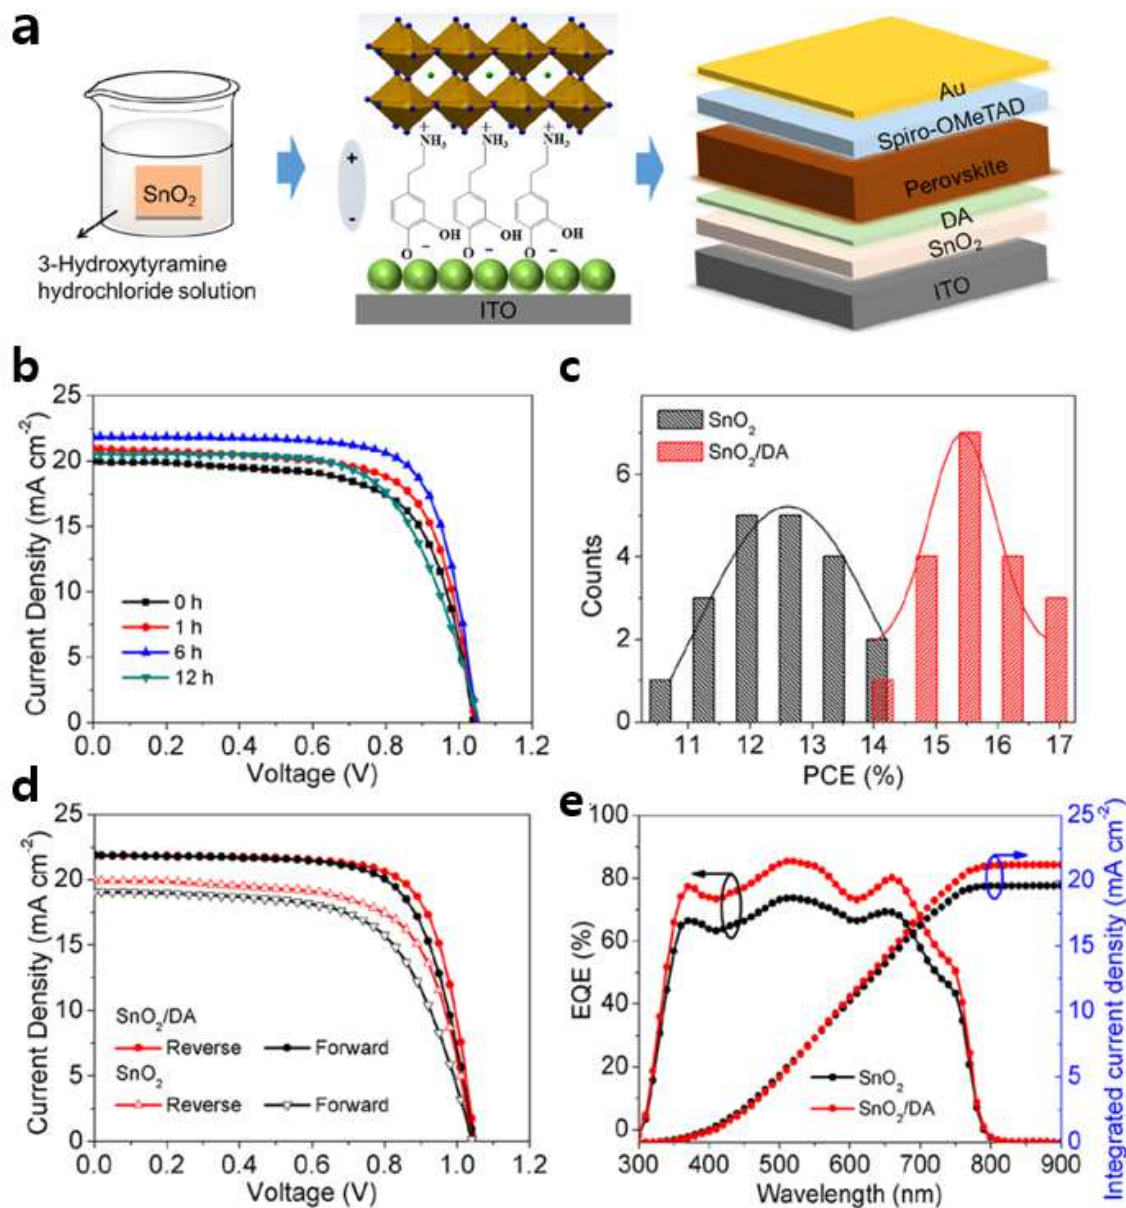 a
SnO2
3-Hydroxytyramine
hydrochloride solution
+
-
+ + +
NH3 NH3 NH3
OH OH OH
O− O− O−
ITO
Au
Spiro-OMeTAD
Perovskite
DA
SnO2
ITO
b
Current Density (mA cm-2)
25
20
15
10
5
0
0 h
1 h
6 h
12 h
0.0 0.2 0.4 0.6 0.8 1.0 1.2
Voltage (V)
c
Counts
6
4
2
0
SnO2
SnO2/DA
11 12 13 14 15 16 17
PCE (%)
d
Current Density (mA cm-2)
25
20
15
10
5
0
SnO2/DA
Reverse Forward
SnO2
Reverse Forward
0.0 0.2 0.4 0.6 0.8 1.0 1.2
Voltage (V)
e
EQE (%)
100
80
60
40
20
0
SnO2
SnO2/DA
300 400 500 600 700 800 900
Wavelength (nm)
25
20
15
10
5
0
Integrated current density (mA cm-2)